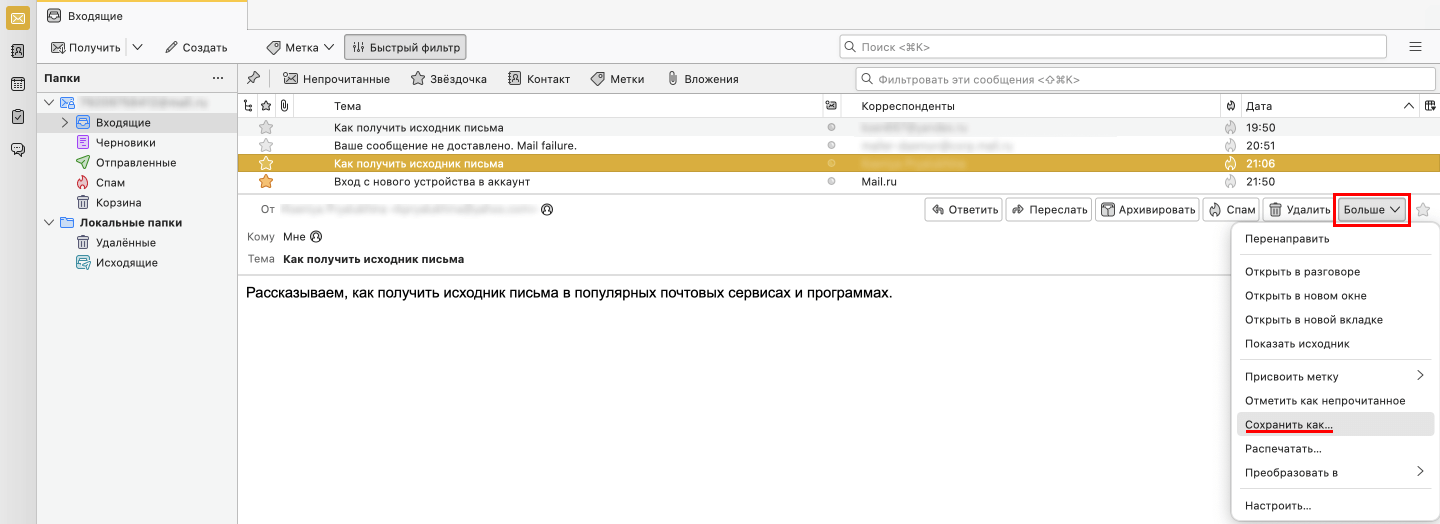 Входящие
Получить
Создать
Метка
Быстрый фильтр
Поиск <⌘K>
Папки ...
Непрочитанные
Звёздочка
Контакт
Метки
Вложения
Фильтровать эти сообщения <⇧⌘K>
Входящие
Черновики
Отправленные
Спам
Корзина
Локальные папки
Удалённые
Исходящие
Тема Корреспонденты Дата
Как получить исходник письма 19:50
Ваше сообщение не доставлено. Mail failure. 20:51
Как получить исходник письма 21:06
Вход с нового устройства в аккаунт Mail.ru 21:50
От
Ответить
Переслать
Архивировать
Спам
Удалить
Больше
Кому Мне
Тема Как получить исходник письма
Рассказываем, как получить исходник письма в популярных почтовых сервисах и программах.
Перенаправить
Открыть в разговоре
Открыть в новом окне
Открыть в новой вкладке
Показать исходник
Присвоить метку
Отметить как непрочитанное
Сохранить как...
Распечатать...
Преобразовать в
Настроить...